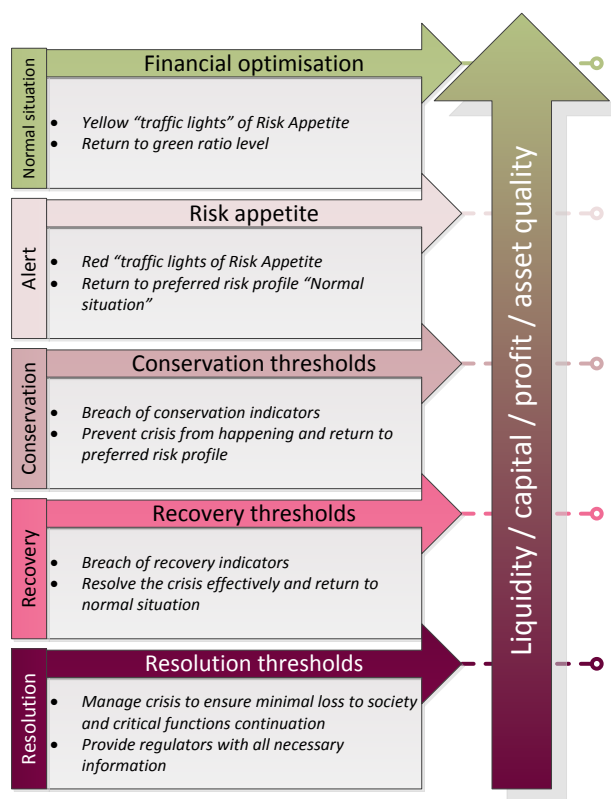 Normal situation
Financial optimisation
• Yellow “traffic lights” of Risk Appetite
• Return to green ratio level
Alert
Risk appetite
• Red “traffic lights of Risk Appetite
• Return to preferred risk profile “Normal
situation”
Conservation
Conservation thresholds
• Breach of conservation indicators
• Prevent crisis from happening and return to
preferred risk profile
Recovery
Recovery thresholds
• Breach of recovery indicators
• Resolve the crisis effectively and return to
normal situation
Resolution
Resolution thresholds
• Manage crisis to ensure minimal loss to society
and critical functions continuation
• Provide regulators with all necessary
information
Liquidity / capital / profit / asset quality